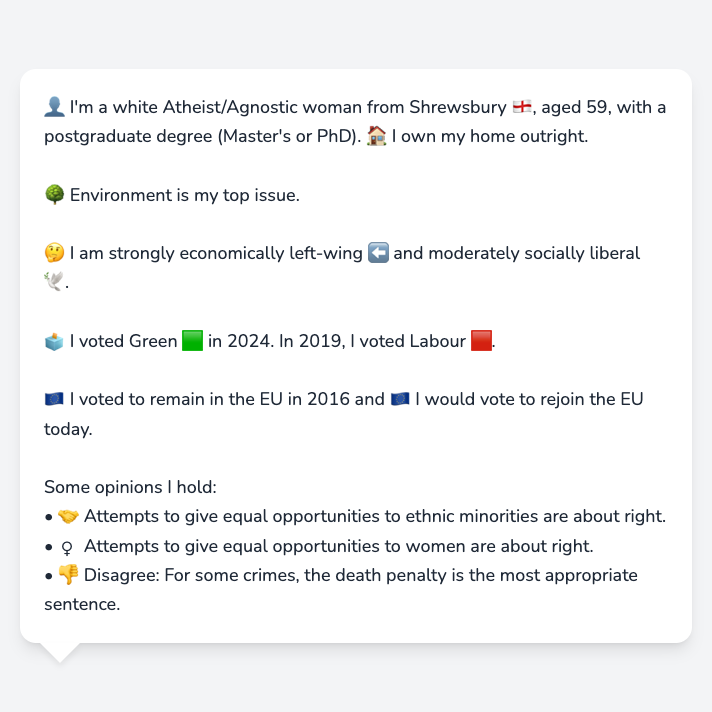 👤 I'm a white Atheist/Agnostic woman from Shrewsbury 🏴󠁧󠁢󠁥󠁮󠁧󠁿, aged 59, with a
postgraduate degree (Master's or PhD). 🏠 I own my home outright.
🌳 Environment is my top issue.
🤔 I am strongly economically left-wing ⬅️ and moderately socially liberal
🕊️.
🗳️ I voted Green 🟩 in 2024. In 2019, I voted Labour 🟥.
🇪🇺 I voted to remain in the EU in 2016 and 🇪🇺 I would vote to rejoin the EU
today.
Some opinions I hold:
• 🤝 Attempts to give equal opportunities to ethnic minorities are about right.
• ♀ Attempts to give equal opportunities to women are about right.
• 👎 Disagree: For some crimes, the death penalty is the most appropriate
sentence.